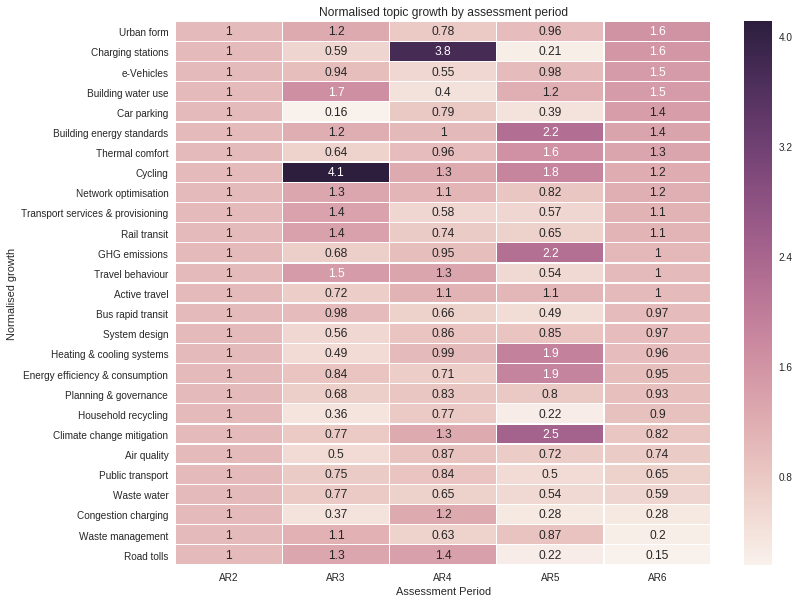 Normalised topic growth by assessment period
Urban form 1 1.2 0.78 0.96 1.6
Charging stations 1 0.59 3.8 0.21 1.6
e-Vehicles 1 0.94 0.55 0.98 1.5
Building water use 1 1.7 0.4 1.2 1.5
Car parking 1 0.16 0.79 0.39 1.4
Building energy standards 1 1.2 1 2.2 1.4
Thermal comfort 1 0.64 0.96 1.6 1.3
Cycling 1 4.1 1.3 1.8 1.2
Network optimisation 1 1.3 1.1 0.82 1.2
Transport services & provisioning 1 1.4 0.58 0.57 1.1
Rail transit 1 1.4 0.74 0.65 1.1
GHG emissions 1 0.68 0.95 2.2 1
Travel behaviour 1 1.5 1.3 0.54 1
Active travel 1 0.72 1.1 1.1 1
Bus rapid transit 1 0.98 0.66 0.49 0.97
System design 1 0.56 0.86 0.85 0.97
Heating & cooling systems 1 0.49 0.99 1.9 0.96
Energy efficiency & consumption 1 0.84 0.71 1.9 0.95
Planning & governance 1 0.68 0.83 0.8 0.93
Household recycling 1 0.36 0.77 0.22 0.9
Climate change mitigation 1 0.77 1.3 2.5 0.82
Air quality 1 0.5 0.87 0.72 0.74
Public transport 1 0.75 0.84 0.5 0.65
Waste water 1 0.77 0.65 0.54 0.59
Congestion charging 1 0.37 1.2 0.28 0.28
Waste management 1 1.1 0.63 0.87 0.2
Road tolls 1 1.3 1.4 0.22 0.15
AR2 AR3 AR4 AR5 AR6
Assessment Period
Normalised growth
4.0
3.2
2.4
1.6
0.8